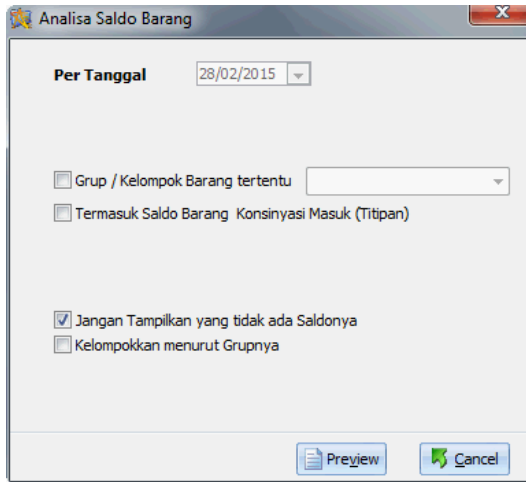 Analisa Saldo Barang
Per Tanggal 28/02/2015
Grup / Kelompok Barang tertentu
Termasuk Saldo Barang Konsinyasi Masuk (Titipan)
Jangan Tampilkan yang tidak ada Saldonya
Kelompokkan menurut Grupnya
Preview Cancel